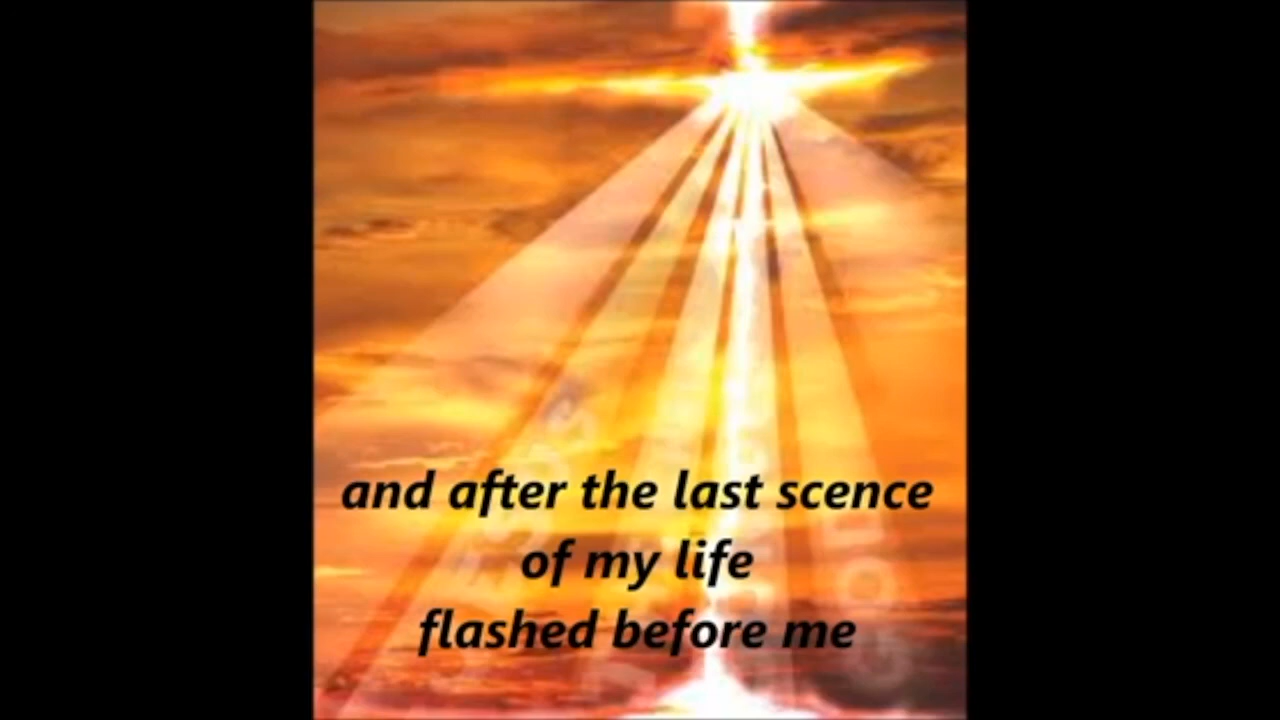 and after the last scence
of my life
flashed before me